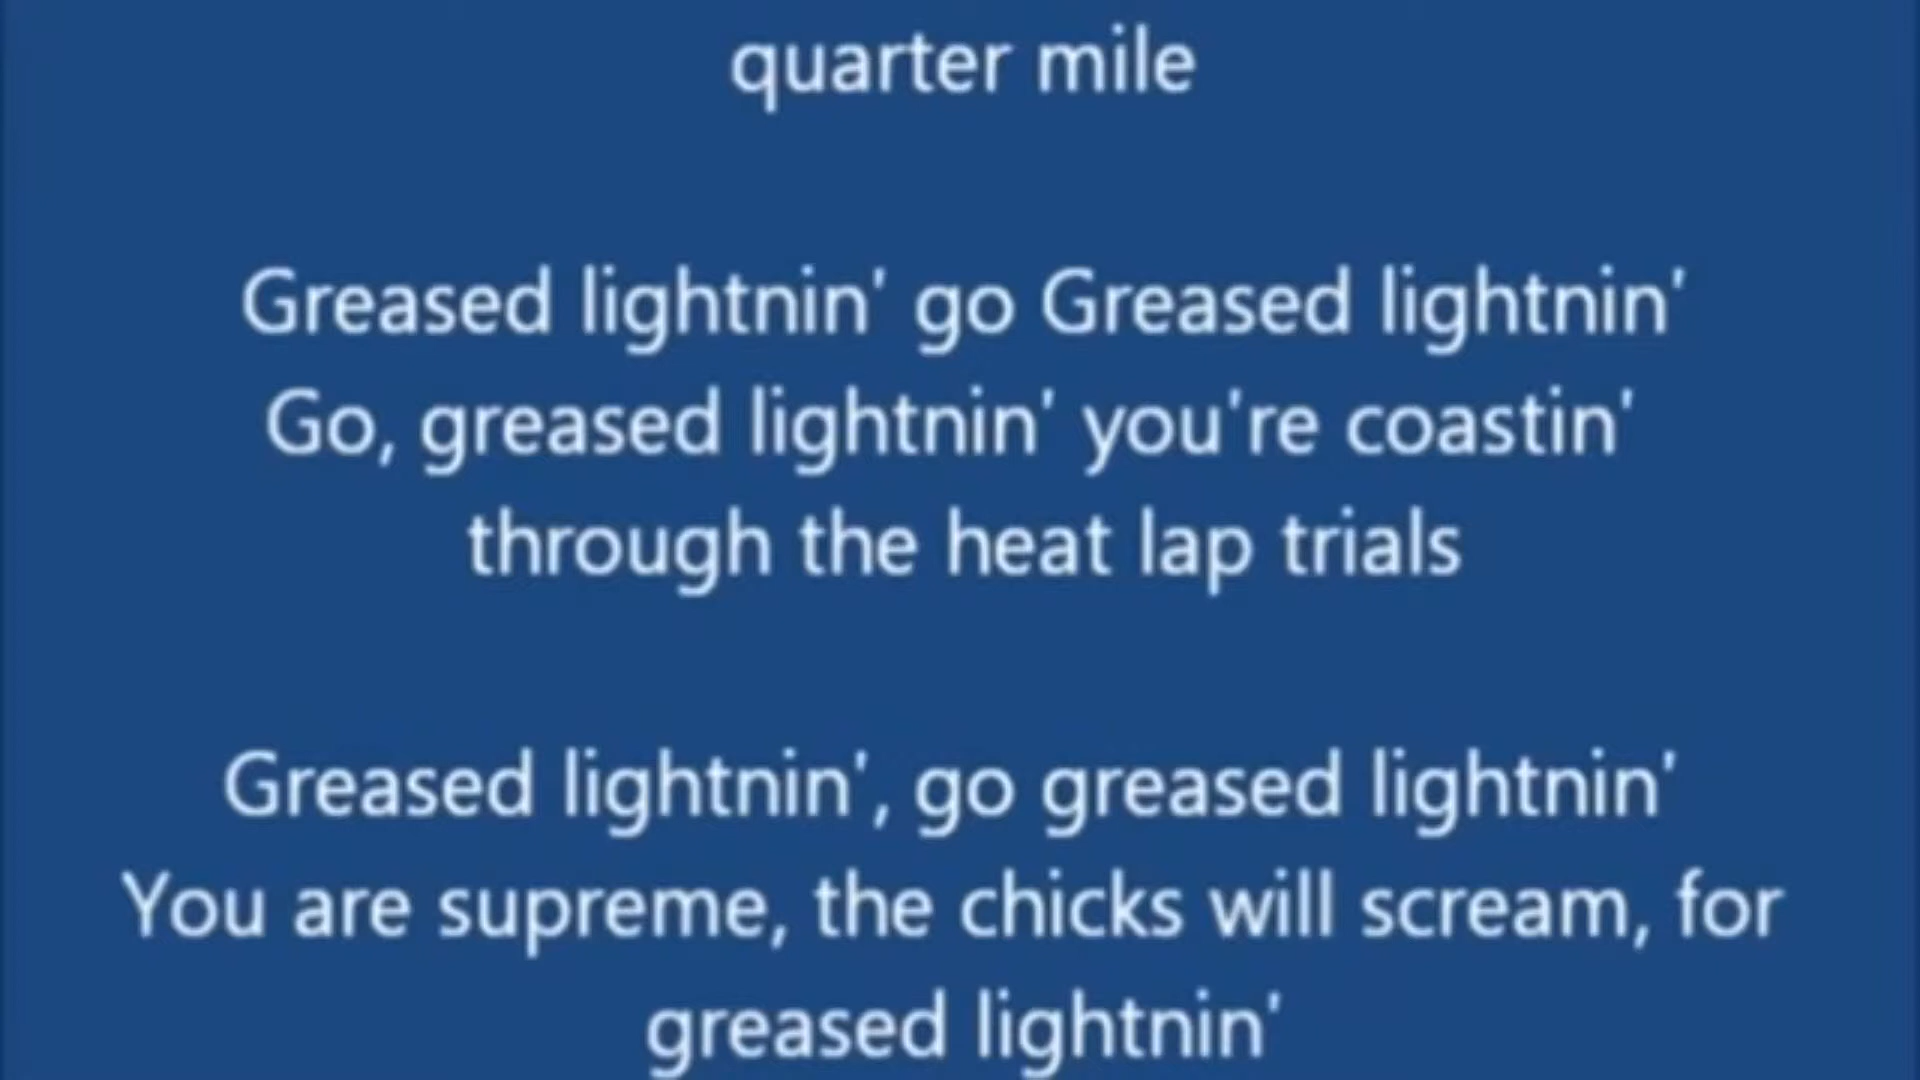 quarter mile
Greased lightnin' go Greased lightnin'
Go, greased lightnin' you're coastin'
through the heat lap trials
Greased lightnin', go greased lightnin'
You are supreme, the chicks will scream, for
greased lightnin'